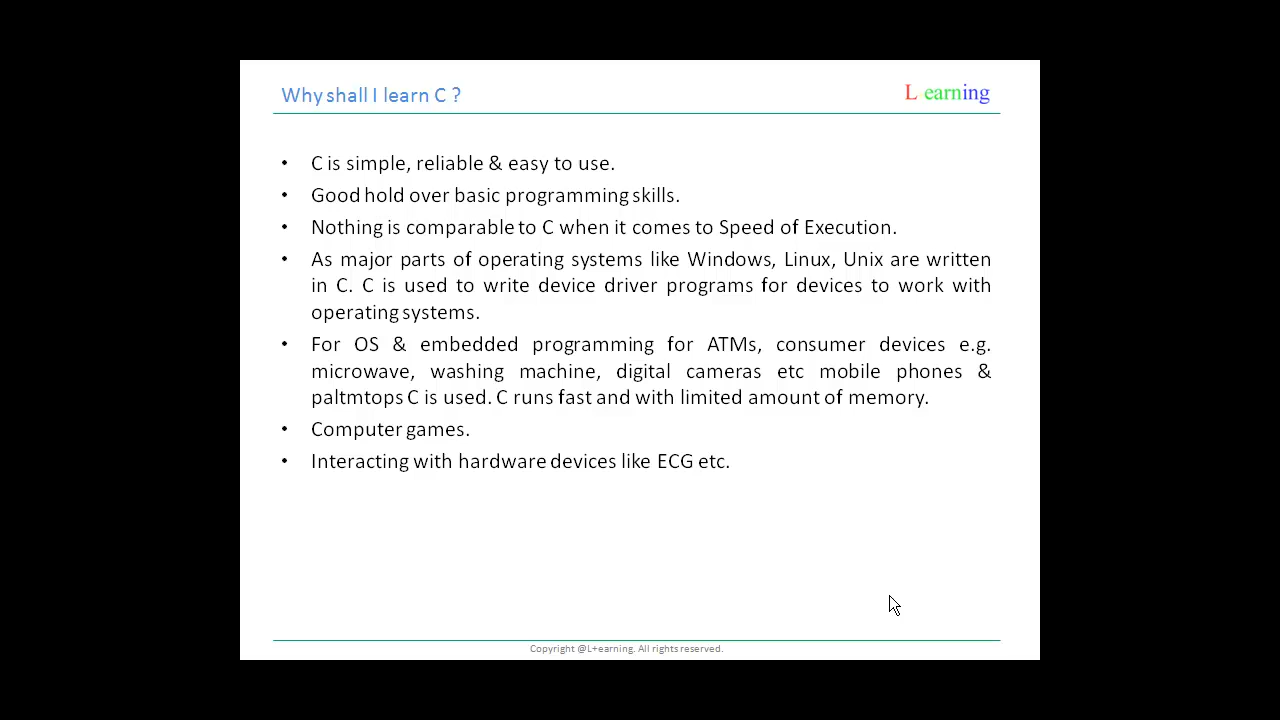 Why shall I learn C ?
L earning
• C is simple, reliable & easy to use.
• Good hold over basic programming skills.
• Nothing is comparable to C when it comes to Speed of Execution.
• As major parts of operating systems like Windows, Linux, Unix are written
in C. C is used to write device driver programs for devices to work with
operating systems.
• For OS & embedded programming for ATMs, consumer devices e.g.
microwave, washing machine, digital cameras etc mobile phones &
paltmtops C is used. C runs fast and with limited amount of memory.
• Computer games.
• Interacting with hardware devices like ECG etc.
Copyright @L+earning. All rights reserved.